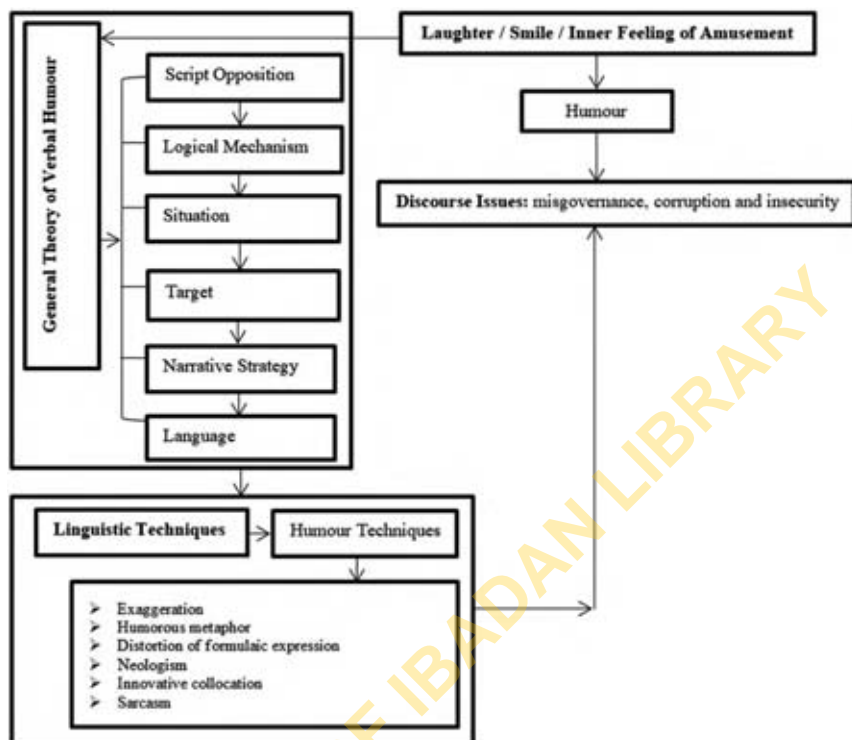 General Theory of Verbal Humour
Laughter / Smile / Inner Feeling of Amusement
Script Opposition
Humour
Logical Mechanism
Discourse Issues: misgovernance, corruption and insecurity
Situation
Target
Narrative Strategy
Language
Linguistic Techniques
Humour Techniques
➢ Exaggeration
➢ Humorous metaphor
➢ Distortion of formulaic expression
➢ Neologism
➢ Innovative collocation
➢ Sarcasm
IBADAN LIBRARY